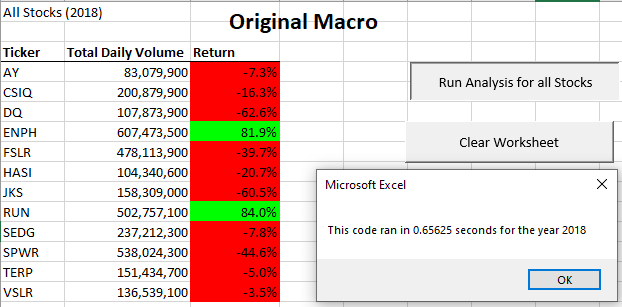 All Stocks (2018)
Original Macro
Ticker Total Daily Volume Return
AY 83,079,900 -7.3%
CSIQ 200,879,900 -16.3%
DQ 107,873,900 -62.6%
ENPH 607,473,500 81.9%
FSLR 478,113,900 -39.7%
HASI 104,340,600 -20.7%
JKS 158,309,000 -60.5%
RUN 502,757,100 84.0%
SEDG 237,212,300 -7.8%
SPWR 538,024,300 -44.6%
TERP 151,434,700 -5.0%
VSLR 136,539,100 -3.5%
Run Analysis for all Stocks
Clear Worksheet
Microsoft Excel
This code ran in 0.65625 seconds for the year 2018
OK